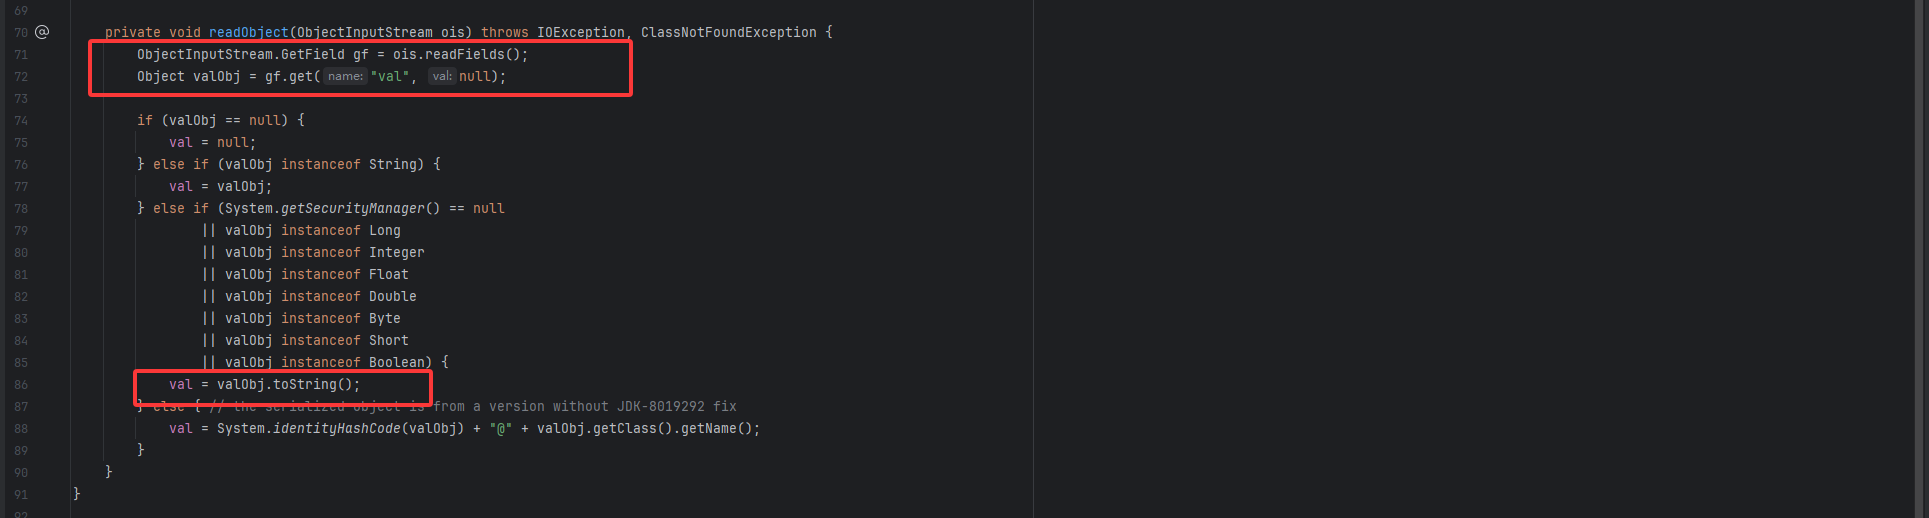 69
70 private void readObject(ObjectInputStream ois) throws IOException, ClassNotFoundException {
71 ObjectInputStream.GetField gf = ois.readFields();
72 Object valObj = gf.get( name: "val", val: null);
73
74 if (valObj == null) {
75 val = null;
76 } else if (valObj instanceof String) {
77 val = valObj;
78 } else if (System.getSecurityManager() == null
79 || valObj instanceof Long
80 || valObj instanceof Integer
81 || valObj instanceof Float
82 || valObj instanceof Double
83 || valObj instanceof Byte
84 || valObj instanceof Short
85 || valObj instanceof Boolean) {
86 val = valObj.toString();
87 } else { // the serialized object is from a version without JDK-8019292 fix
88 val = System.identityHashCode(valObj) + "@" + valObj.getClass().getName();
89 }
90 }
91 }
92